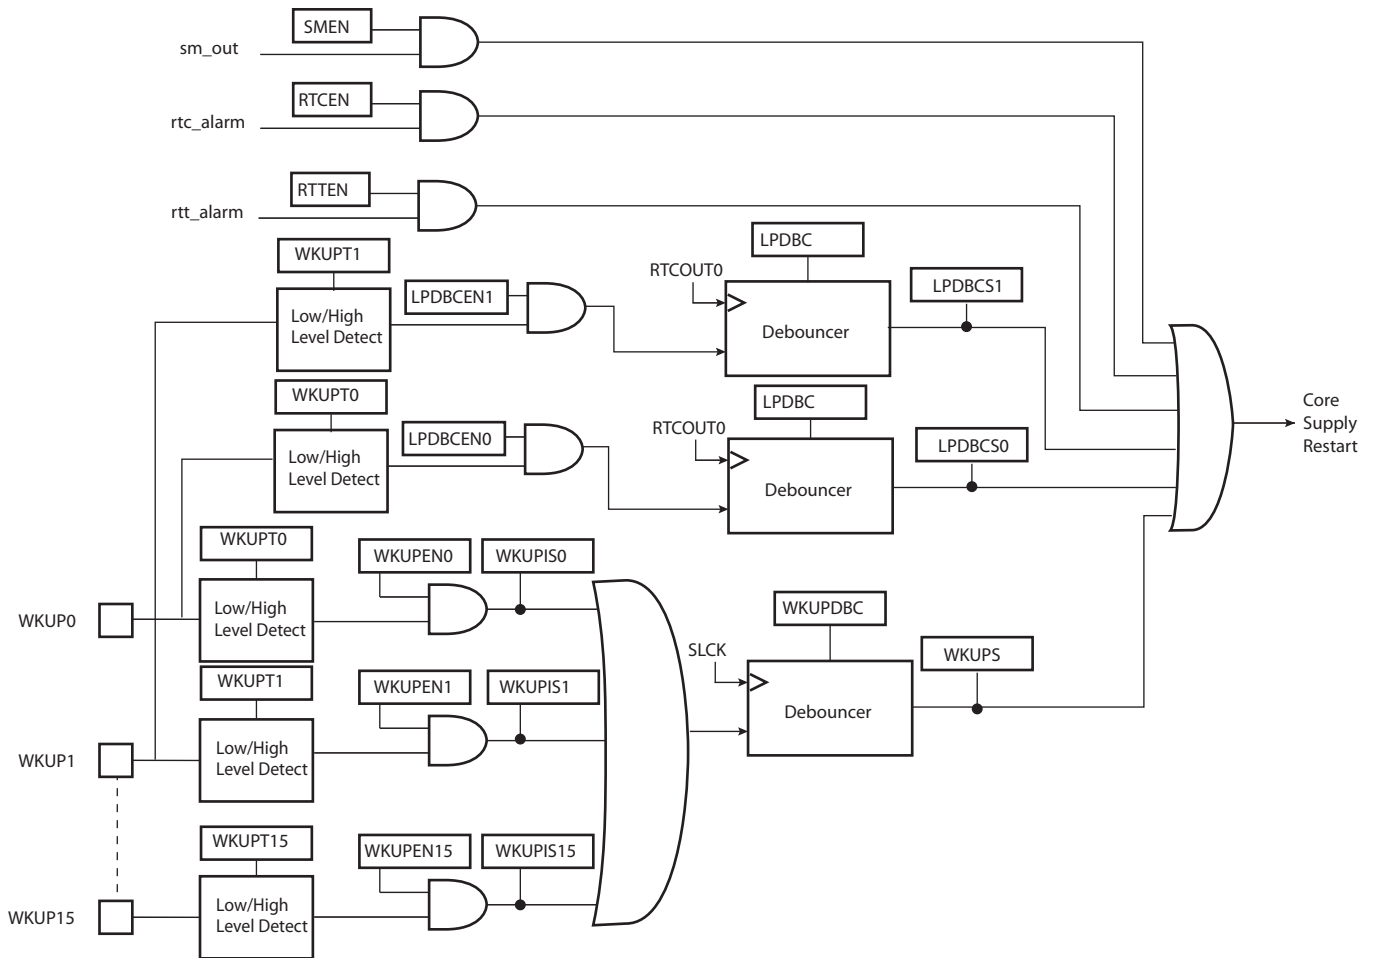 SMEN
sm_out
RTCEN
rtc_alarm
RTTEN
rtt_alarm
WKUPT1
LPDBC
RTCOUT0
LPDBCEN1
LPDBCS1
Low/High
Level Detect
Debouncer
WKUPT0
LPDBC
RTCOUT0
LPDBCEN0
LPDBCS0
Low/High
Level Detect
Debouncer
Core
Supply
Restart
WKUPT0
WKUPEN0
WKUPIS0
WKUP0
Low/High
Level Detect
WKUPDBC
SLCK
WKUPS
Debouncer
WKUPT1
WKUPEN1
WKUPIS1
WKUP1
Low/High
Level Detect
WKUPT15
WKUPEN15
WKUPIS15
WKUP15
Low/High
Level Detect